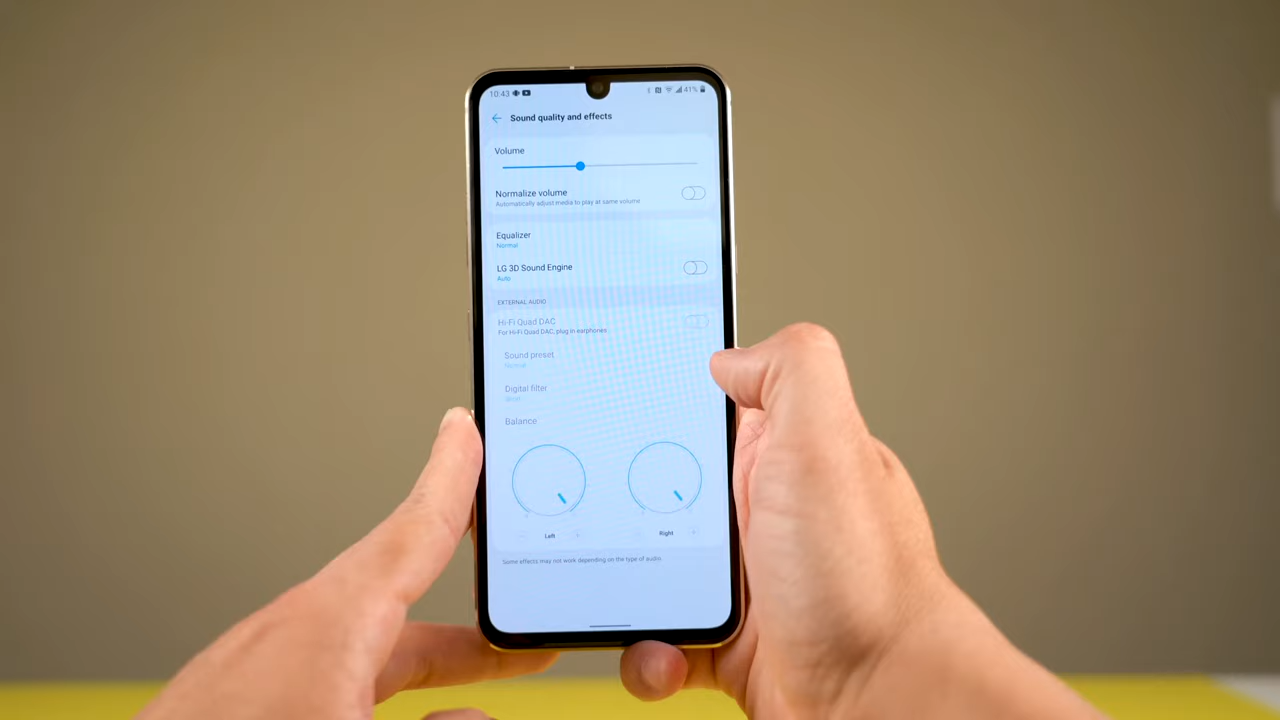 10:43 41%
Sound quality and effects
Volume
Normalize volume
Automatically adjust media to play at same volume
Equalizer
Normal
LG 3D Sound Engine
Auto
EXTERNAL AUDIO
Hi-Fi Quad DAC
For Hi-Fi Quad DAC, plug in earphones
Sound preset
Normal
Digital filter
Balance
Left Right
Some effects may not work depending on the type of audio.